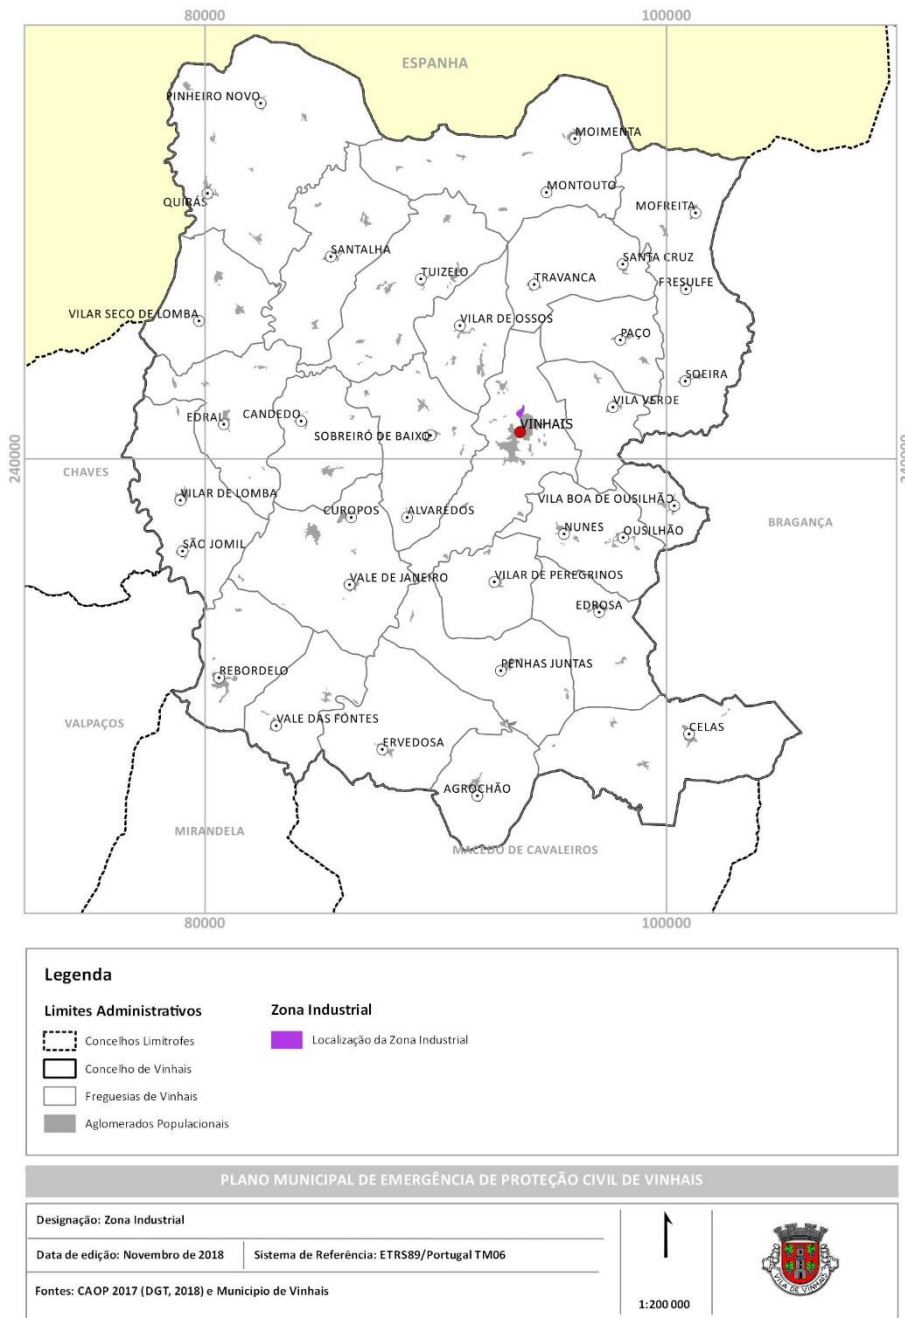 80000 100000
ESPANHA
PINHEIRO NOVO
MOIMENTA
MONTOUTO
QUIRÁS
MOFREITA
SANTALHA
SANTA CRUZ
TUIZELO
TRAVANCA
FRESULFE
VILAR SECO DE LOMBA
VILAR DE OSSOS
PAÇO
SOEIRA
VILA VERDE
EDRAL
CANDEDO
VINHAIS
SOBREIRÓ DE BAIXO
240000 240000
CHAVES
VILAR DE LOMBA
VILA BOA DE OUSILHÃO
CUROPOS
ALVAREDOS
BRAGANÇA
NUNES
OUSILHÃO
SÃO JOMIL
VALE DE JANEIRO
VILAR DE PEREGRINOS
EDROSA
REBORDELO
PENHAS JUNTAS
VALPAÇOS
VALE DAS FONTES
CELAS
ERVEDOSA
AGROCHÃO
MIRANDELA
MACEDO DE CAVALEIROS
80000 100000
Legenda
Limites Administrativos
Concelhos Limítrofes
Concelho de Vinhais
Freguesias de Vinhais
Aglomerados Populacionais
Zona Industrial
Localização da Zona Industrial
PLANO MUNICIPAL DE EMERGÊNCIA DE PROTEÇÃO CIVIL DE VINHAIS
Designação: Zona Industrial
Data de edição: Novembro de 2018
Sistema de Referência: ETRS89/Portugal TM06
Fontes: CAOP 2017 (DGT, 2018) e Municipio de Vinhais
1:200 000
VILA DE VINHAIS